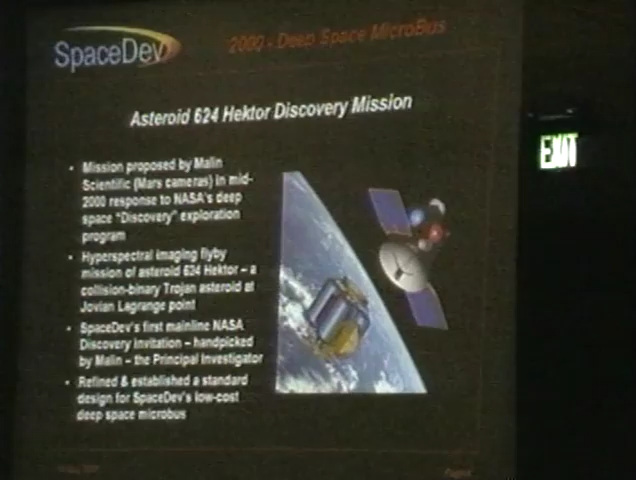 SpaceDev
2000 - Deep Space MicroBus
Asteroid 624 Hektor Discovery Mission
• Mission proposed by Malin
Scientific (Mars cameras) in mid-
2000 response to NASA's deep
space "Discovery" exploration
program
• Hyperspectral imaging flyby
mission of asteroid 624 Hektor – a
collision-binary Trojan asteroid at
Jovian Lagrange point
• SpaceDev's first mainline NASA
Discovery invitation – handpicked
by Malin – the Principal Investigator
• Refined & established a standard
design for SpaceDev's low-cost
deep space microbus
EXIT